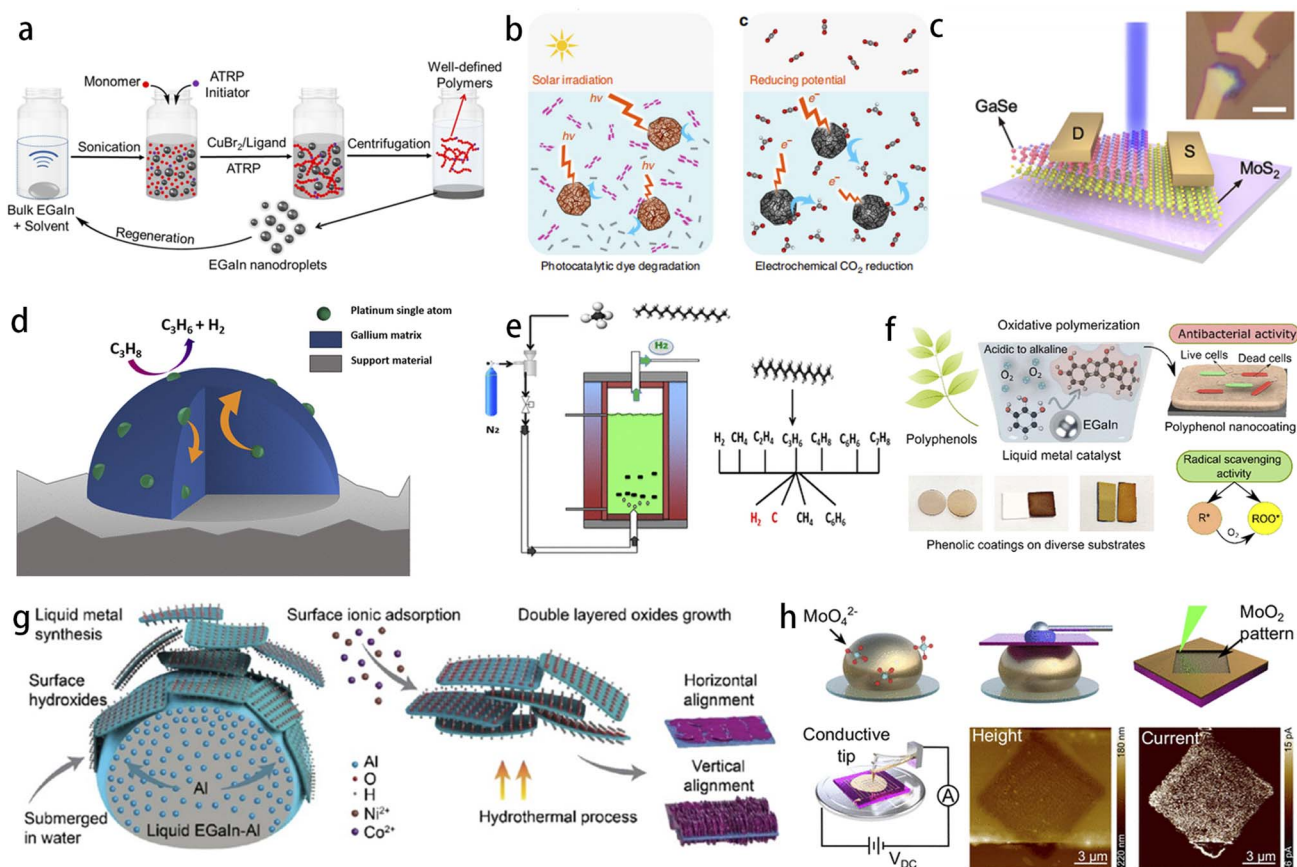 a
Monomer
ATRP
Initiator
Well-defined
Polymers
Sonication
CuBr₂/Ligand
ATRP
Centrifugation
Bulk EGaIn
+ Solvent
Regeneration
EGaIn nanodroplets
b
Solar irradiation
hv
hv
hv
Photocatalytic dye degradation
c
Reducing potential
e⁻
e⁻
e⁻
Electrochemical CO₂ reduction
c
GaSe
D
S
MoS₂
d
C₃H₆ + H₂
C₃H₈
Platinum single atom
Gallium matrix
Support material
e
H₂
N₂
H₂ CH₄ C₂H₄ C₃H₆ C₄H₈ C₆H₆ C₇H₈
H₂ C CH₄ C₆H₆
f
Oxidative polymerization
Acidic to alkaline
O₂
O₂
EGaIn
Polyphenols
Liquid metal catalyst
Antibacterial activity
Live cells
Dead cells
Polyphenol nanocoating
Radical scavenging
activity
R*
O₂
ROO*
Phenolic coatings on diverse substrates
g
Liquid metal
synthesis
Surface
hydroxides
Al
Liquid EGaIn-Al
Submerged
in water
Surface ionic adsorption
Al
O
H
Ni²⁺
Co²⁺
Double layered oxides growth
Hydrothermal process
Horizontal
alignment
Vertical
alignment
h
MoO₄²⁻
MoO₂
pattern
Conductive
tip
A
V_DC
Height
180 nm
220 nm
3 µm
Current
15 pA
3 µm